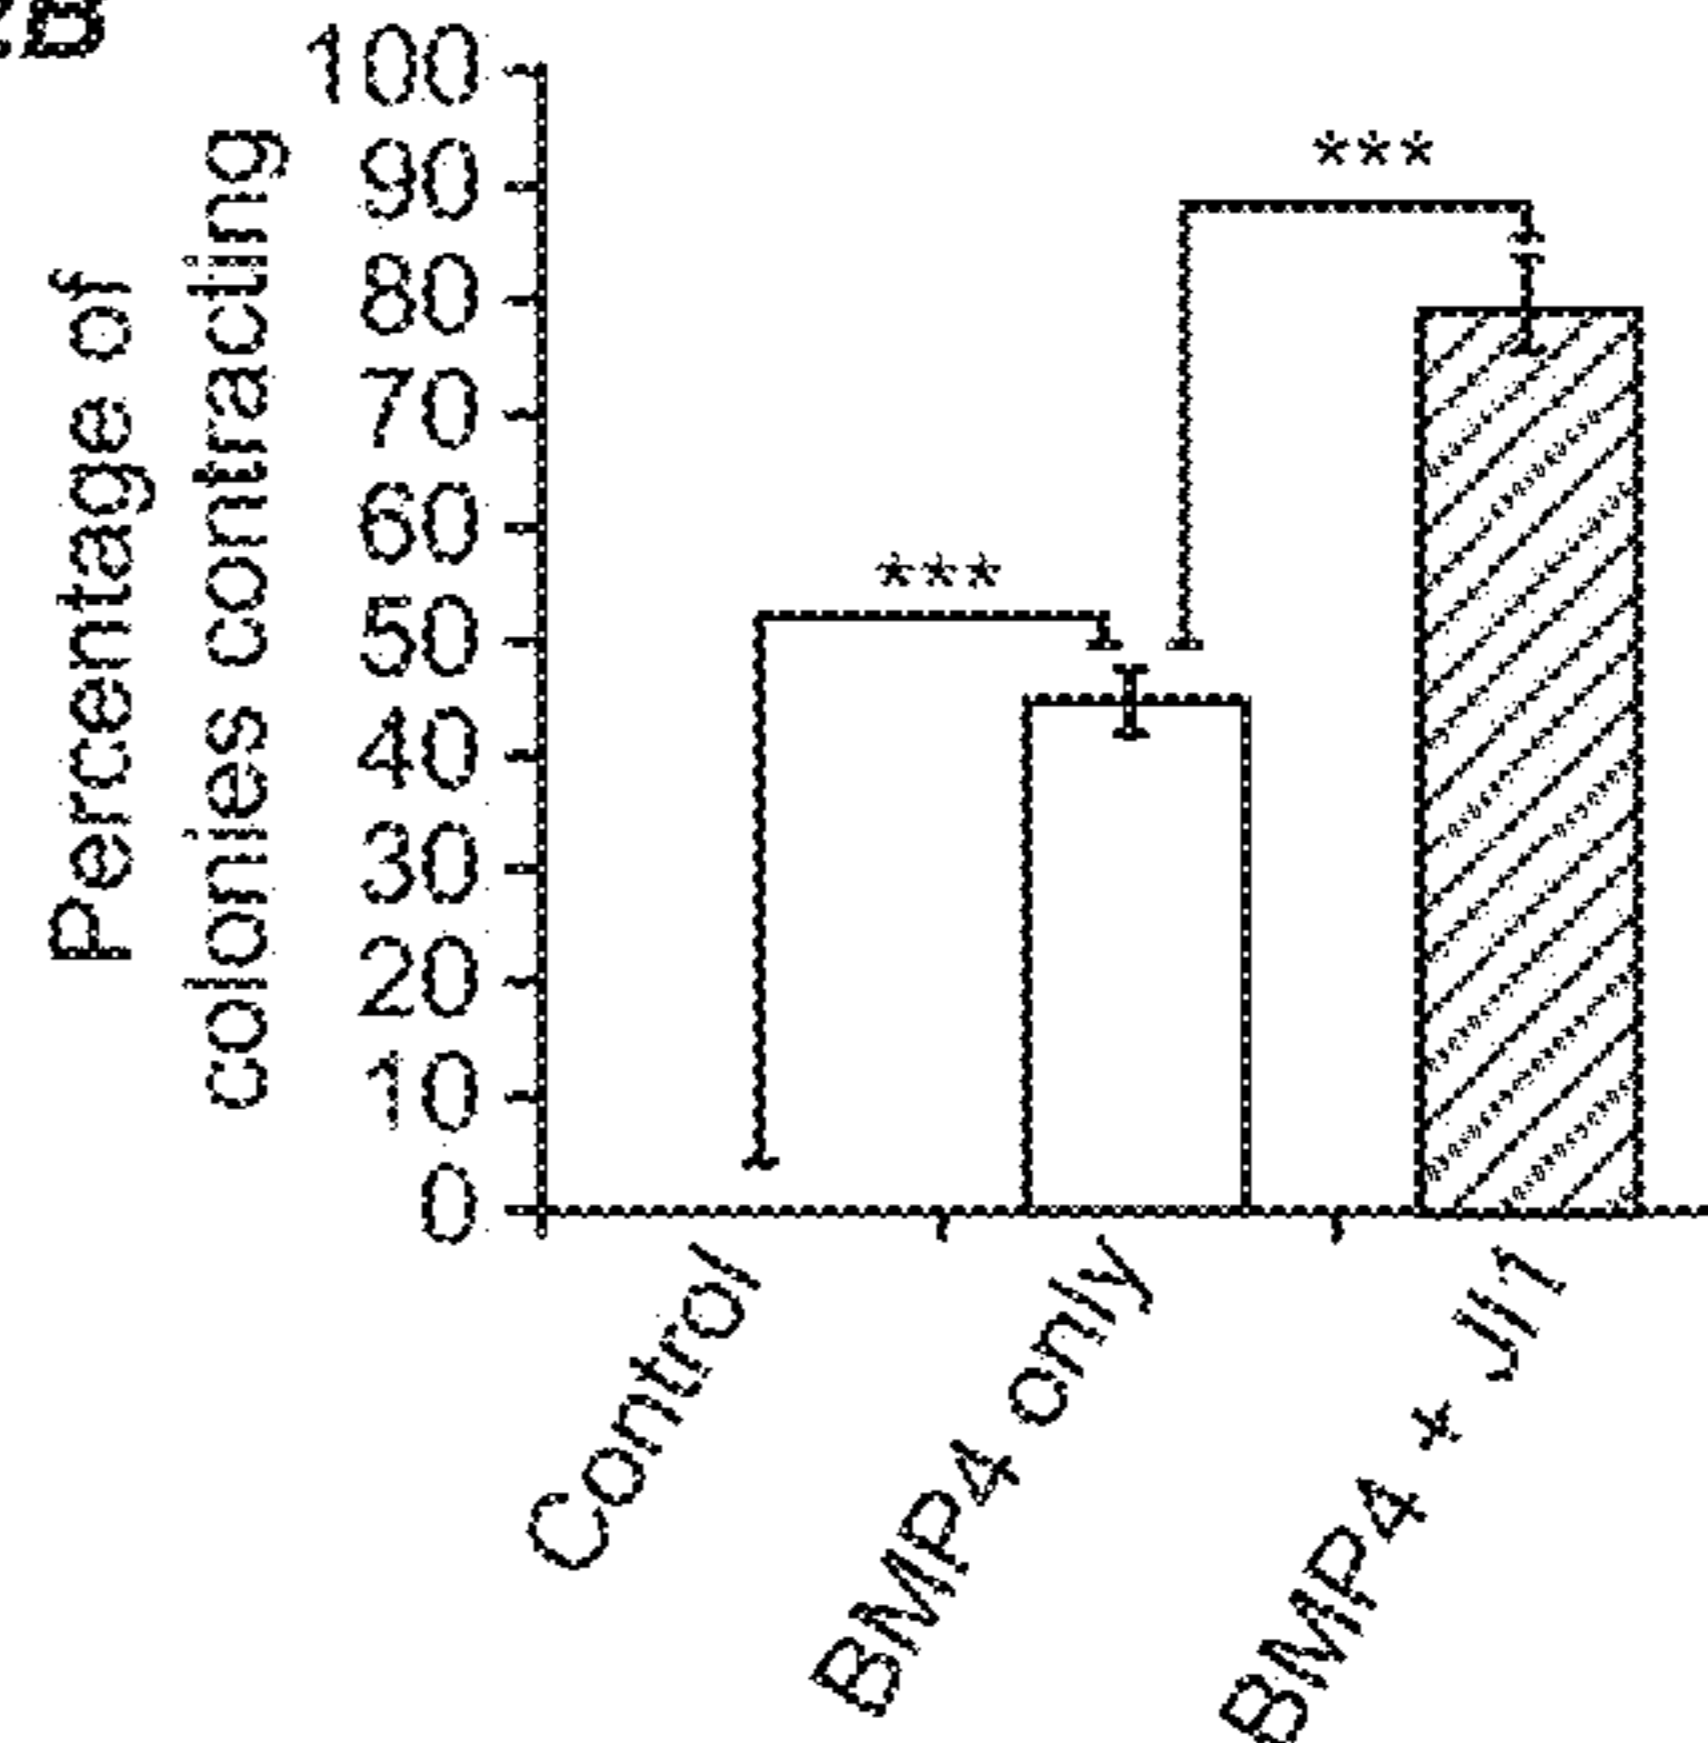 Percentage of
colonies contracting
100
90
80
70
60
50
40
30
20
10
0
***
***
Control
BMP4 only
BMP4 + JI1